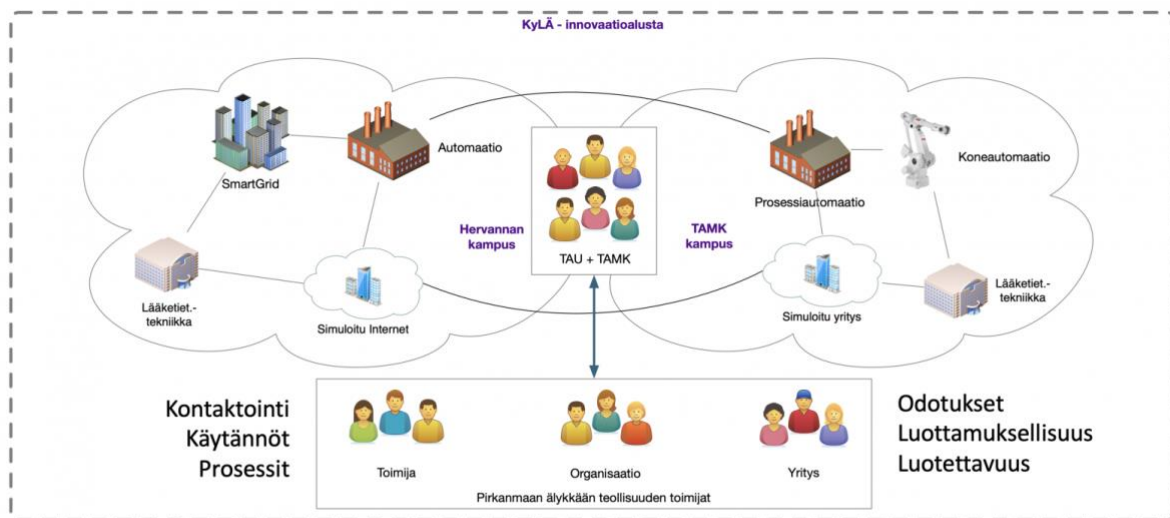 KyLÄ - innovaatioalusta
SmartGrid
Automaatio
Hervannan
kampus
Lääketiet.-
tekniikka
Simuloitu Internet
TAU + TAMK
TAMK
kampus
Prosessiautomaatio
Koneautomaatio
Simuloitu yritys
Lääketiet.-
tekniikka
Kontaktointi
Käytännöt
Prosessit
Toimija
Organisaatio
Yritys
Pirkanmaan älykkään teollisuuden toimijat
Odotukset
Luottamuksellisuus
Luotettavuus